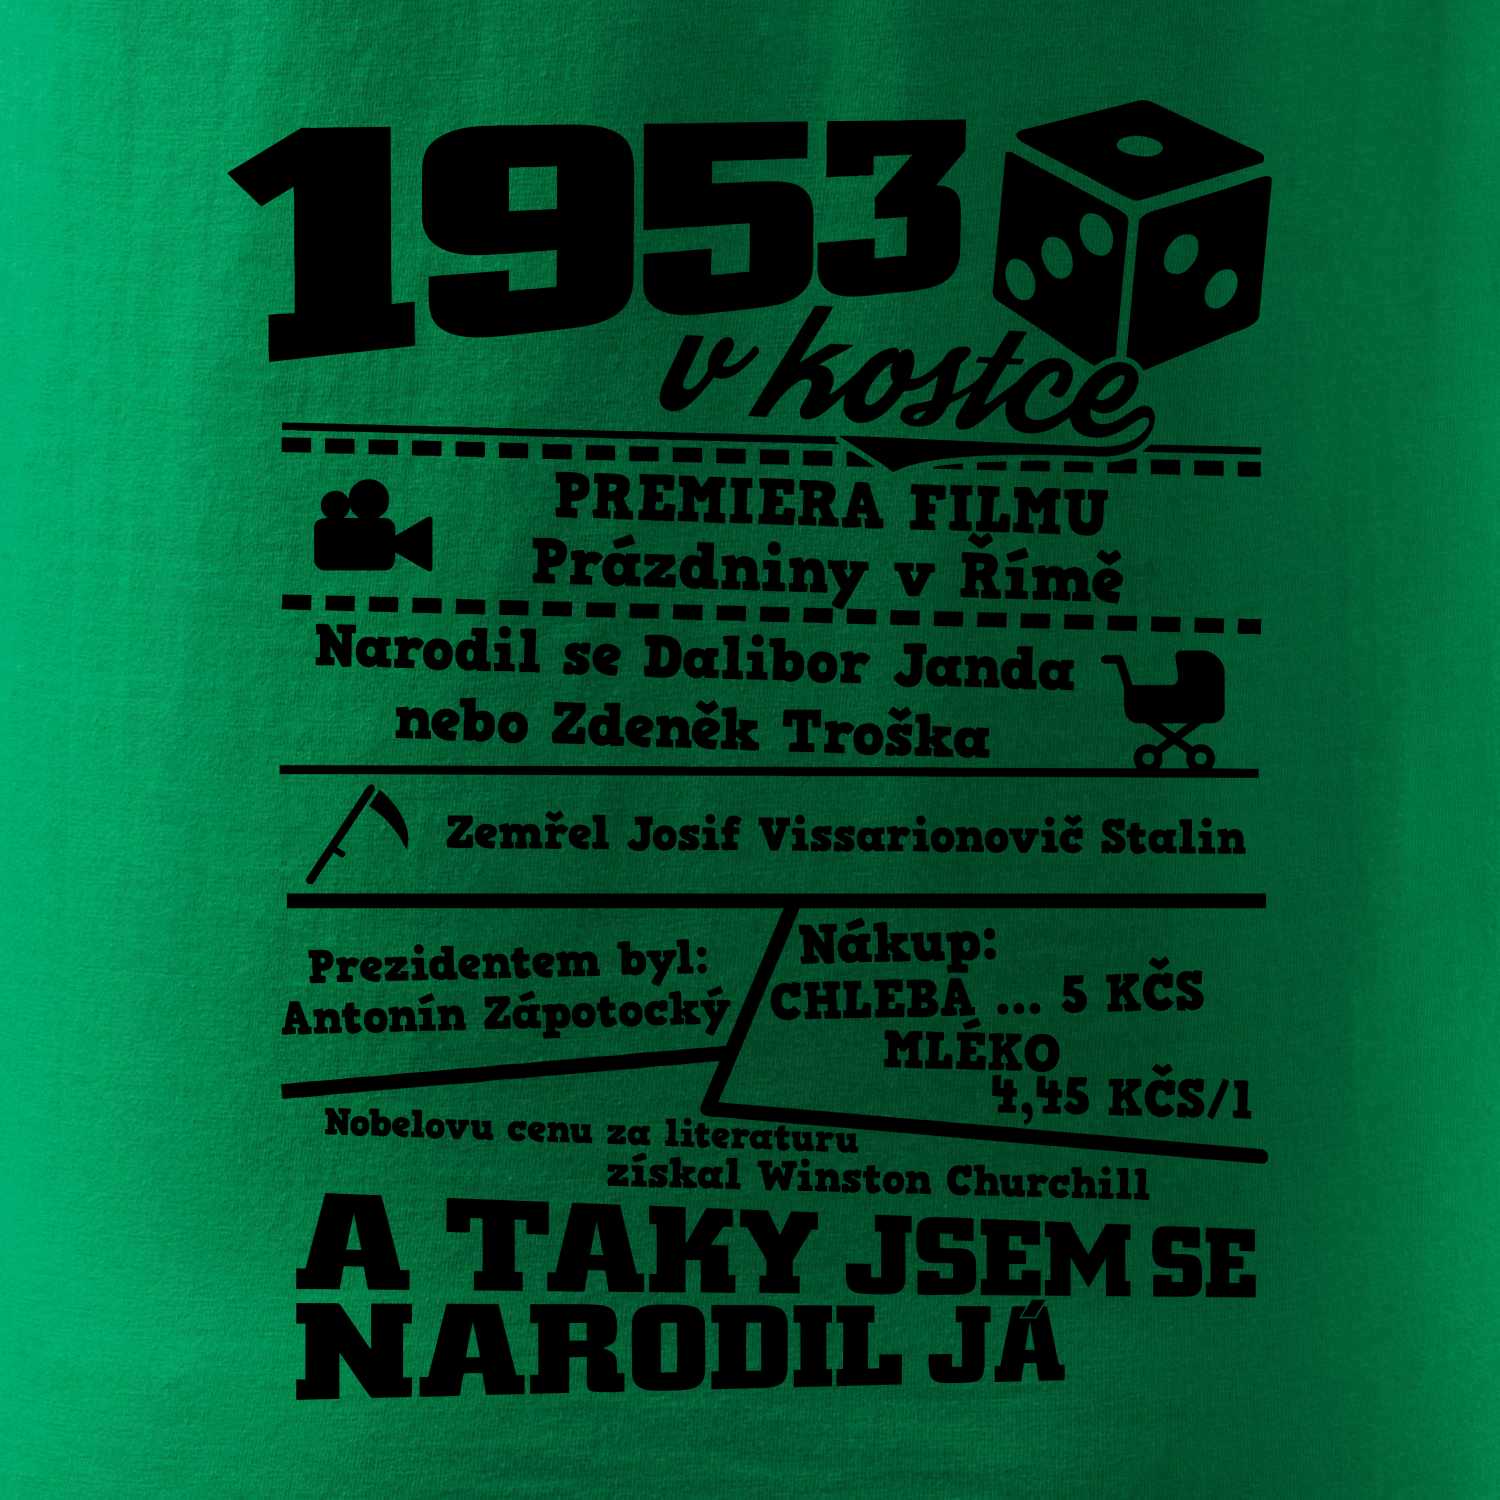 1953
v kostce
PREMIERA FILMU
Prázdniny v Římě
Narodil se Dalibor Janda
nebo Zdeněk Troška
Zemřel Josif Vissarionovič Stalin
Prezidentem byl:
Antonín Zápotocký
Nákup:
CHLEBA ... 5 KČS
MLÉKO
4,45 KČS/l
Nobelovu cenu za literaturu
získal Winston Churchill
A TAKY JSEM SE
NARODIL JÁ